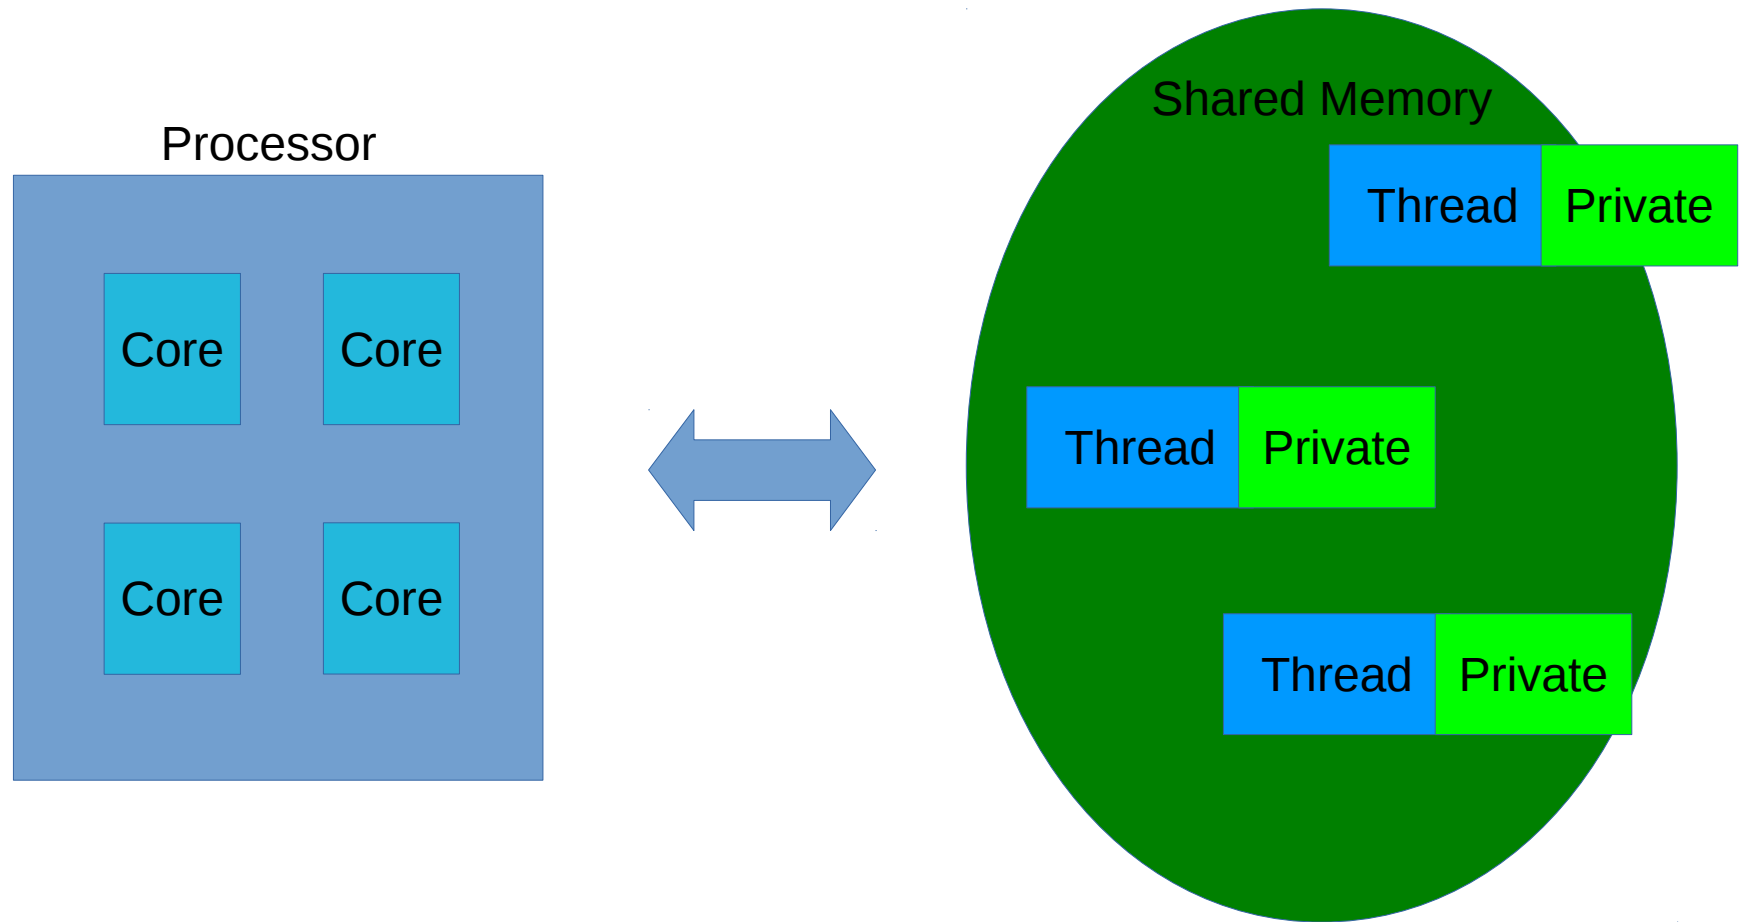 Processor
Core Core
Core Core
Shared Memory
Thread Private
Thread Private
Thread Private